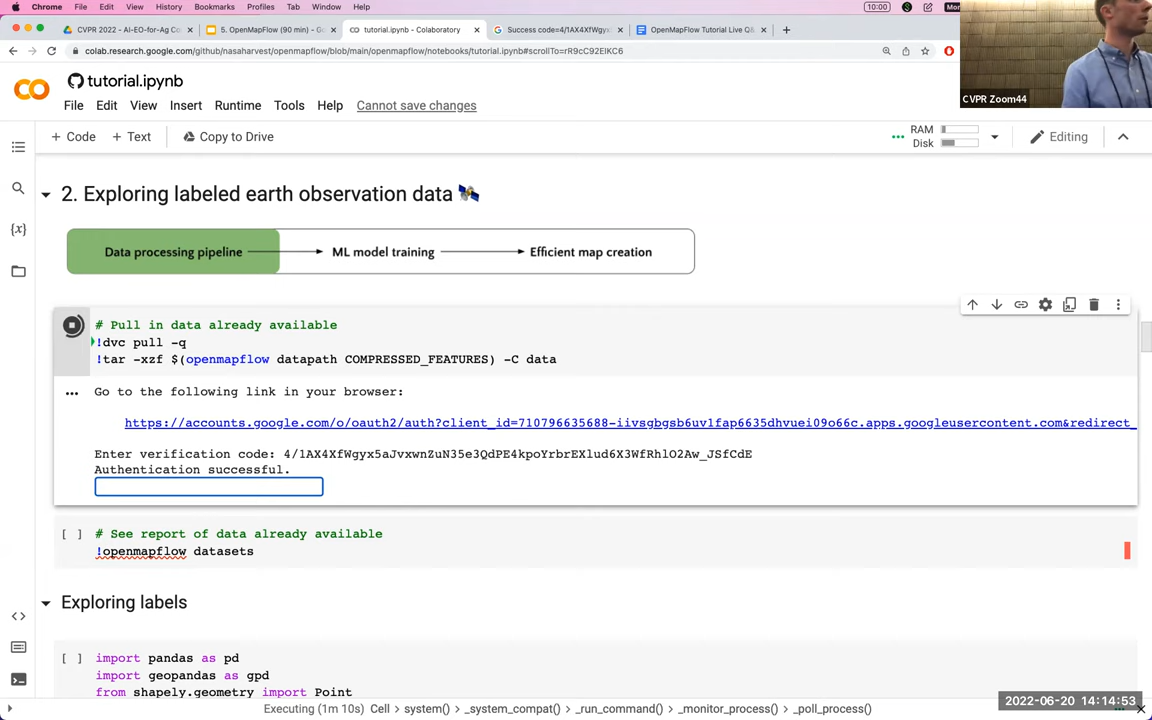 Chrome File Edit View History Bookmarks Profiles Tab Window Help 10:00 Mon
CVPR 2022 - AI-EO-for-Ag Co
5. OpenMapFlow (90 min) - Go
tutorial.ipynb - Colaboratory
Success code=4/1AX4XfWgyx
OpenMapFlow Tutorial Live Q&
colab.research.google.com/github/nasaharvest/openmapflow/blob/main/openmapflow/notebooks/tutorial.ipynb#scrollTo=rR9cC92EIKC6
CVPR Zoom44
tutorial.ipynb
File Edit View Insert Runtime Tools Help Cannot save changes
+ Code + Text Copy to Drive
RAM
Disk
Editing
2. Exploring labeled earth observation data
Data processing pipeline
ML model training
Efficient map creation
# Pull in data already available
!dvc pull -q
!tar -xzf $(openmapflow datapath COMPRESSED_FEATURES) -C data
Go to the following link in your browser:
https://accounts.google.com/o/oauth2/auth?client_id=710796635688-iivsgbgsb6uv1fap6635dhvuei09o66c.apps.googleusercontent.com&redirect_
Enter verification code: 4/1AX4XfWgyx5aJvxwnZuN35e3QdPE4kpoYrbrEXlud6X3WfRhlO2Aw_JSfCdE
Authentication successful.
[ ] # See report of data already available
!openmapflow datasets
Exploring labels
[ ] import pandas as pd
import geopandas as gpd
from shapely.geometry import Point
Executing (1m 10s) Cell > system() > _system_compat() > _run_command() > _monitor_process() > _poll_process()
2022-06-20 14:14:53